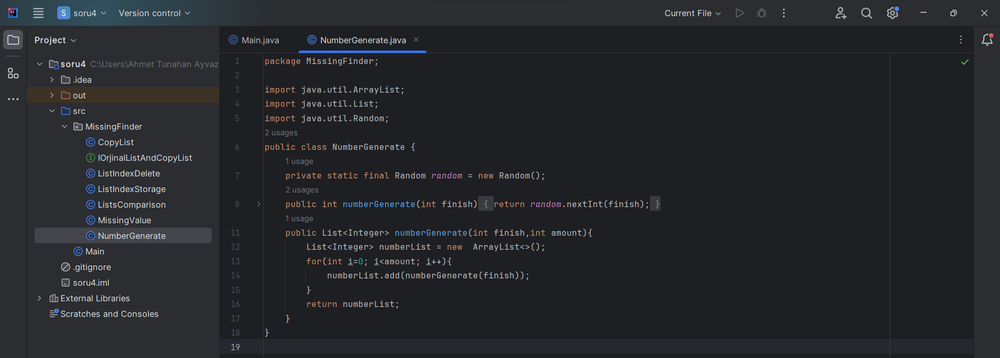 soru4 Version control Current File
Project
Main.java NumberGenerate.java
soru4 C:\Users\Ahmet Tunahan Ayvaz
.idea
out
src
MissingFinder
CopyList
IOrjinalListAndCopyList
ListIndexDelete
ListIndexStorage
ListsComparison
MissingValue
NumberGenerate
Main
.gitignore
soru4.iml
External Libraries
Scratches and Consoles
1 package MissingFinder;
2
3 import java.util.ArrayList;
4 import java.util.List;
5 import java.util.Random;
2 usages
6 public class NumberGenerate {
1 usage
7 private static final Random random = new Random();
2 usages
8 public int numberGenerate(int finish) { return random.nextInt(finish); }
1 usage
11 public List<Integer> numberGenerate(int finish,int amount){
12 List<Integer> numberList = new  ArrayList<>();
13 for(int i=0; i<amount; i++){
14 numberList.add(numberGenerate(finish));
15 }
16 return numberList;
17 }
18 }
19